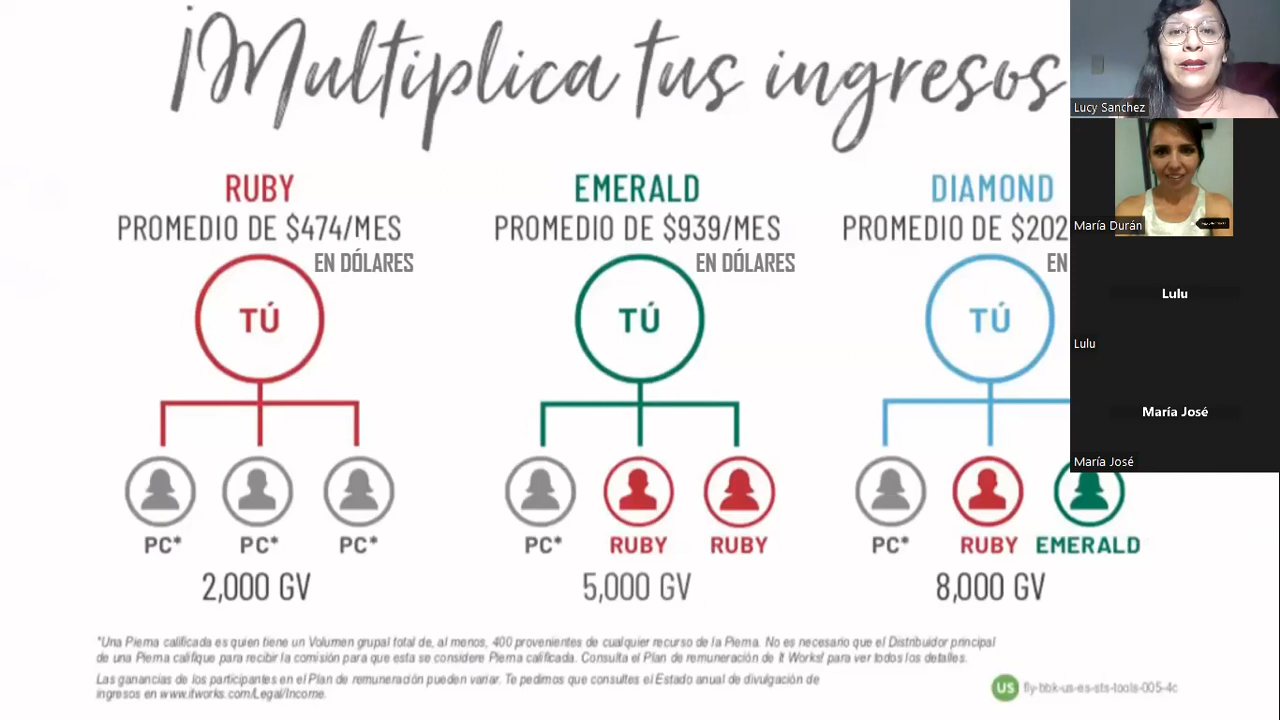 ¡Multiplica tus ingresos
RUBY
PROMEDIO DE $474/MES
EN DÓLARES
TÚ
PC* PC* PC*
2,000 GV
EMERALD
PROMEDIO DE $939/MES
EN DÓLARES
TÚ
PC* RUBY RUBY
5,000 GV
DIAMOND
PROMEDIO DE $202
EN
TÚ
PC* RUBY EMERALD
8,000 GV
*Una Pierna calificada es quien tiene un Volumen grupal total de, al menos, 400 provenientes de cualquier recurso de la Pierna. No es necesario que el Distribuidor principal
de una Pierna califique para recibir la comisión para que esta se considere Pierna calificada. Consulta el Plan de remuneración de It Works! para ver todos los detalles.
Las ganancias de los participantes en el Plan de remuneración pueden variar. Te pedimos que consultes el Estado anual de divulgación de
ingresos en www.itworks.com/Legal/Income.
US fly-bbk-us-es-sts-tools-005-4c
Lucy Sanchez
María Durán
Lulu
Lulu
María José
María José